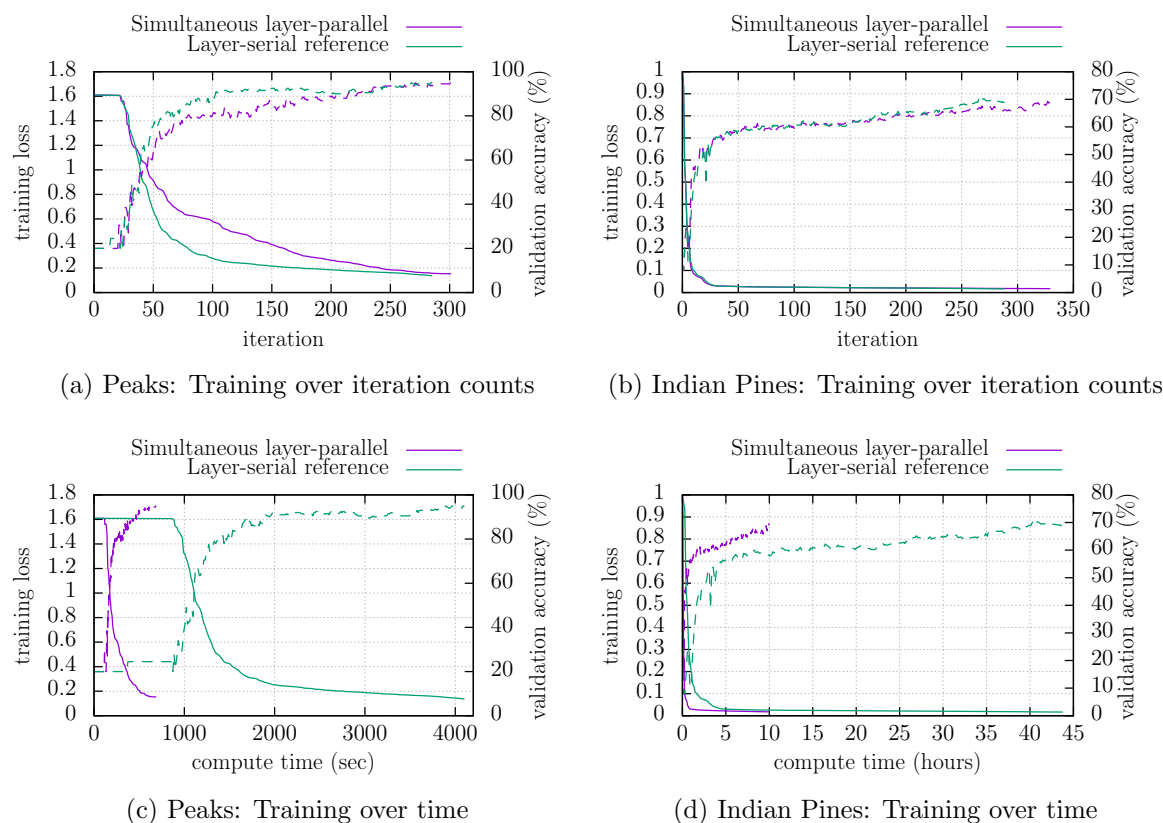 Simultaneous layer-parallel
Layer-serial reference
training loss
1.8
1.6
1.4
1.2
1
0.8
0.6
0.4
0.2
0
0 50 100 150 200 250 300
iteration
100
80
60
40
20
0
validation accuracy (%)
(a) Peaks: Training over iteration counts
Simultaneous layer-parallel
Layer-serial reference
training loss
1
0.9
0.8
0.7
0.6
0.5
0.4
0.3
0.2
0.1
0
0 50 100 150 200 250 300 350
iteration
80
70
60
50
40
30
20
10
0
validation accuracy (%)
(b) Indian Pines: Training over iteration counts
Simultaneous layer-parallel
Layer-serial reference
training loss
1.8
1.6
1.4
1.2
1
0.8
0.6
0.4
0.2
0
0 1000 2000 3000 4000
compute time (sec)
100
80
60
40
20
0
validation accuracy (%)
(c) Peaks: Training over time
Simultaneous layer-parallel
Layer-serial reference
training loss
1
0.9
0.8
0.7
0.6
0.5
0.4
0.3
0.2
0.1
0
0 5 10 15 20 25 30 35 40 45
compute time (hours)
80
70
60
50
40
30
20
10
0
validation accuracy (%)
(d) Indian Pines: Training over time